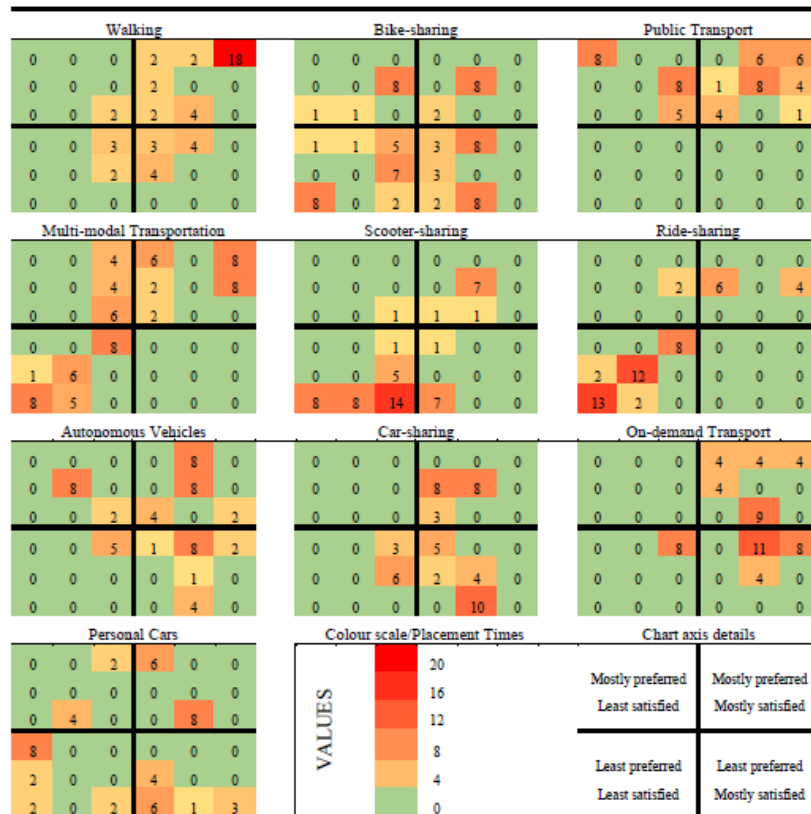 Walking
0 0 0 2 2 18
0 0 0 2 0 0
0 0 2 2 4 0
0 0 3 3 4 0
0 0 2 4 0 0
0 0 0 0 0 0
Bike-sharing
0 0 0 0 0 0
0 0 8 0 8 0
1 1 0 2 0 0
1 1 5 3 8 0
0 0 7 3 0 0
8 0 2 2 8 0
Public Transport
8 0 0 0 6 6
0 0 8 1 8 4
0 0 5 4 0 1
0 0 0 0 0 0
0 0 0 0 0 0
0 0 0 0 0 0
Multi-modal Transportation
0 0 4 6 0 8
0 0 4 2 0 8
0 0 6 2 0 0
0 0 8 0 0 0
1 6 0 0 0 0
8 5 0 0 0 0
Scooter-sharing
0 0 0 0 0 0
0 0 0 0 7 0
0 0 1 1 1 0
0 0 1 1 0 0
0 0 5 0 0 0
8 8 14 7 0 0
Ride-sharing
0 0 0 0 0 0
0 0 2 6 0 4
0 0 0 0 0 0
0 0 8 0 0 0
2 12 0 0 0 0
13 2 0 0 0 0
Autonomous Vehicles
0 0 0 0 8 0
0 8 0 0 8 0
0 0 2 4 0 2
0 0 5 1 8 2
0 0 0 0 1 0
0 0 0 0 4 0
Car-sharing
0 0 0 0 0 0
0 0 0 8 8 0
0 0 0 3 0 0
0 0 3 5 0 0
0 0 6 2 4 0
0 0 0 0 10 0
On-demand Transport
0 0 0 4 4 4
0 0 0 4 0 0
0 0 0 0 9 0
0 0 8 0 11 8
0 0 0 0 4 0
0 0 0 0 0 0
Personal Cars
0 0 2 6 0 0
0 0 0 0 0 0
0 4 0 0 8 0
8 0 0 0 0 0
2 0 0 4 0 0
2 0 2 6 1 3
Colour scale/Placement Times
VALUES
20
16
12
8
4
0
Chart axis details
Mostly preferred
Least satisfied
Mostly preferred
Mostly satisfied
Least preferred
Least satisfied
Least preferred
Mostly satisfied